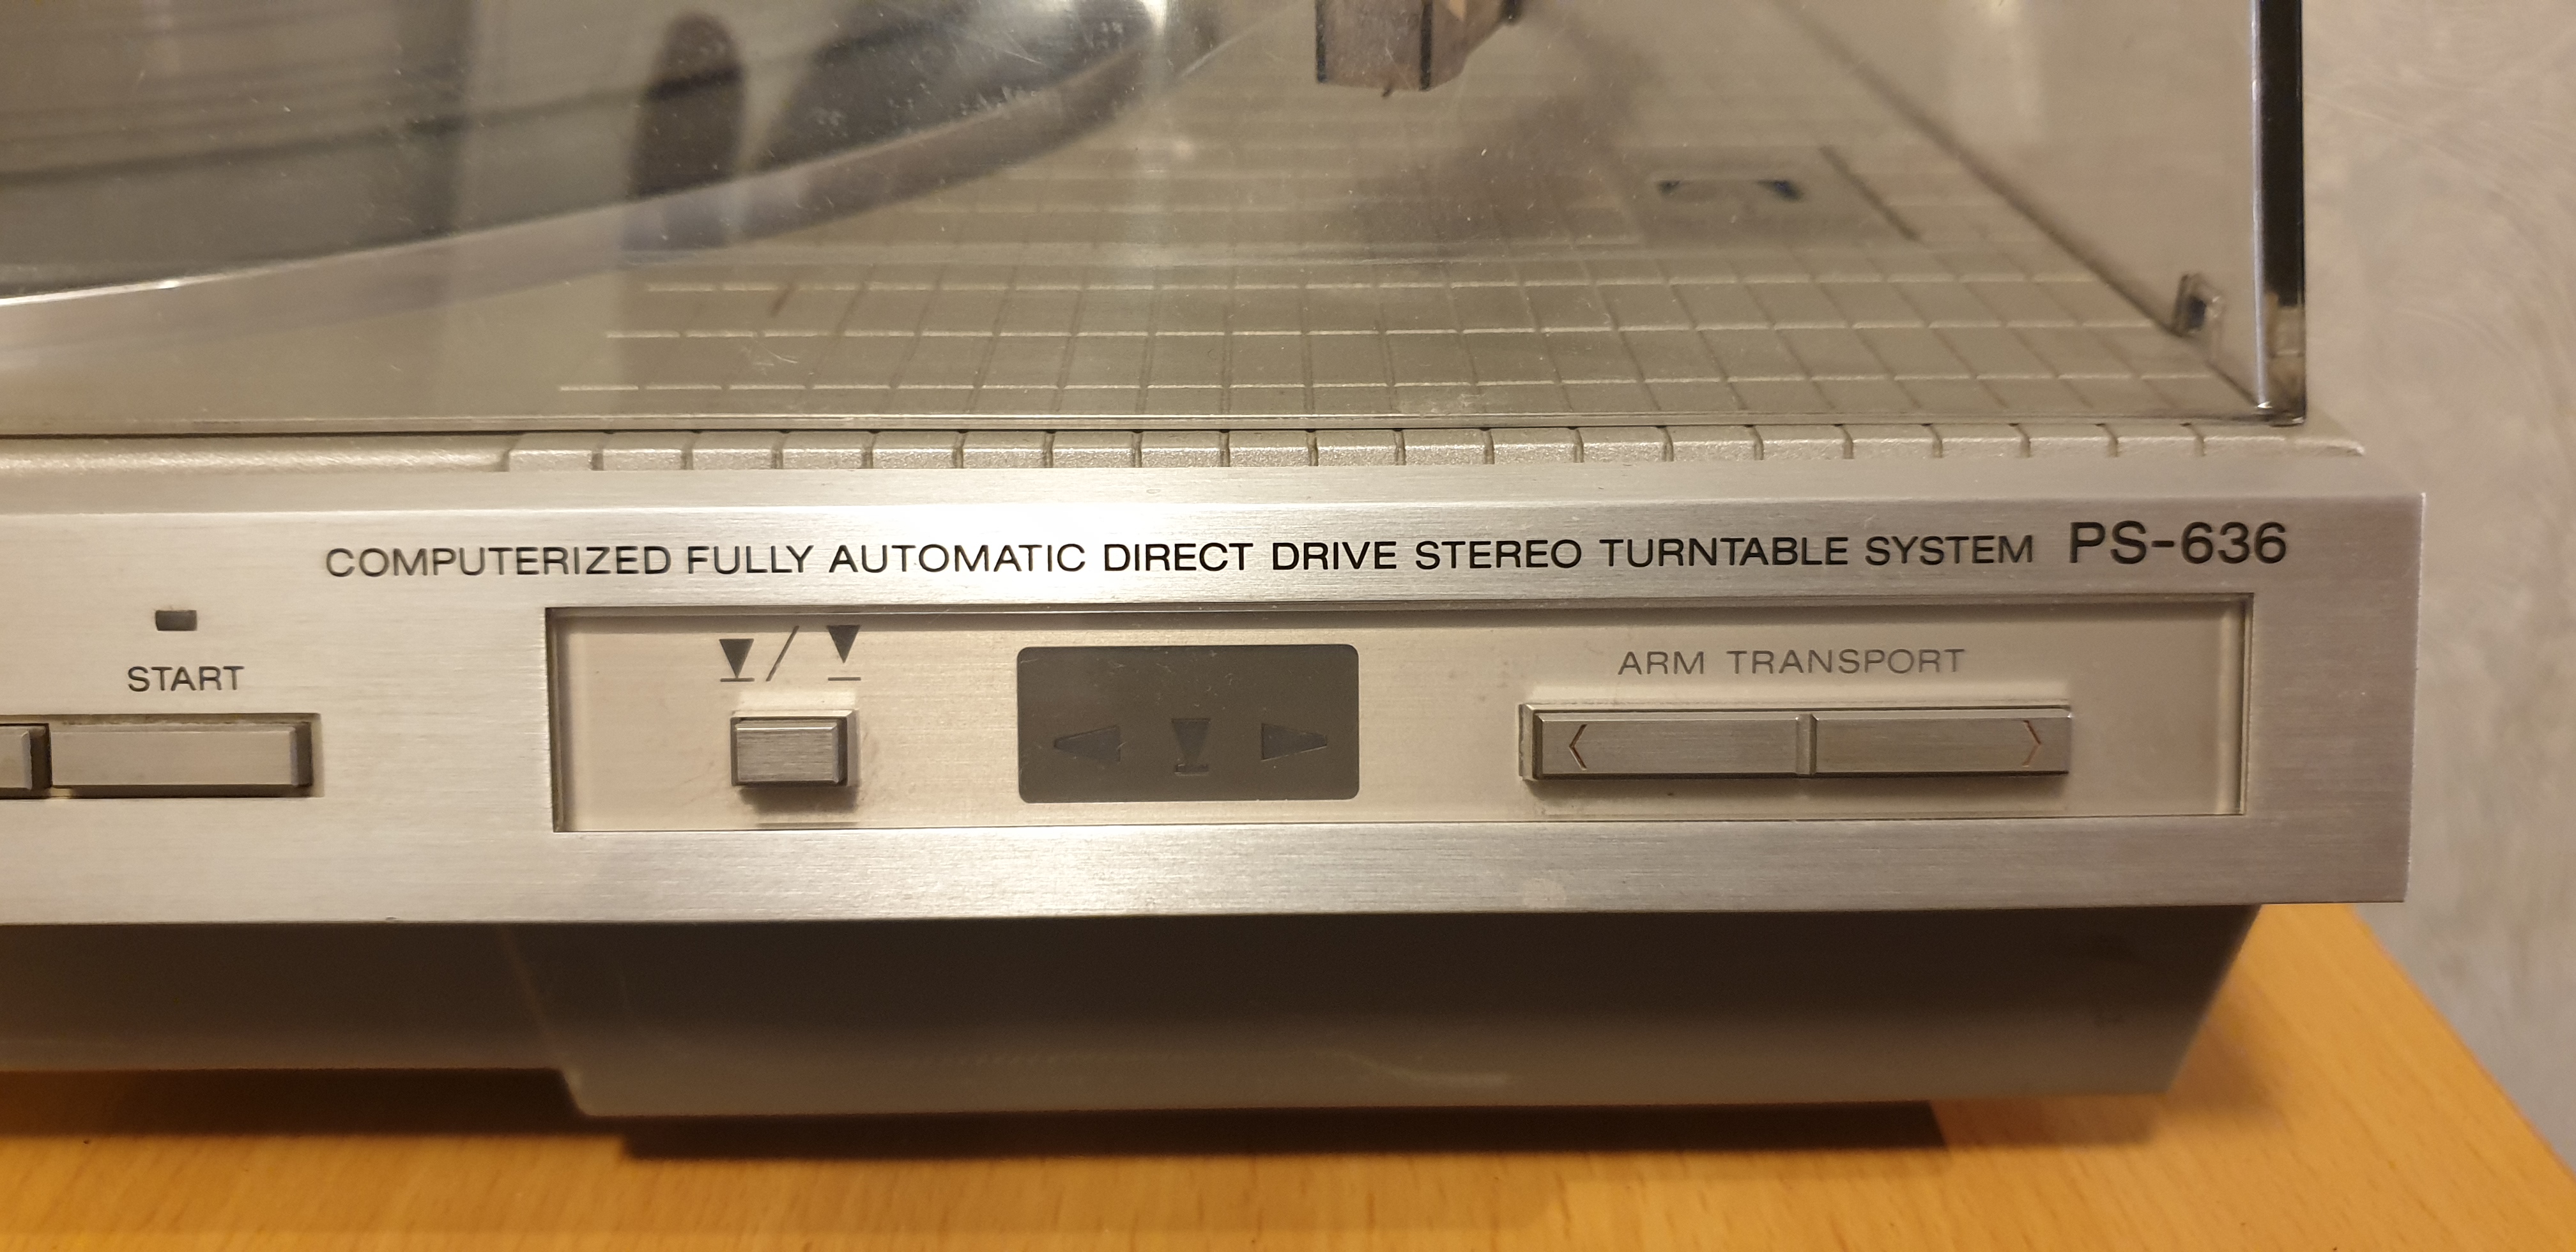 COMPUTERIZED FULLY AUTOMATIC DIRECT DRIVE STEREO TURNTABLE SYSTEM PS-636
START
ARM TRANSPORT